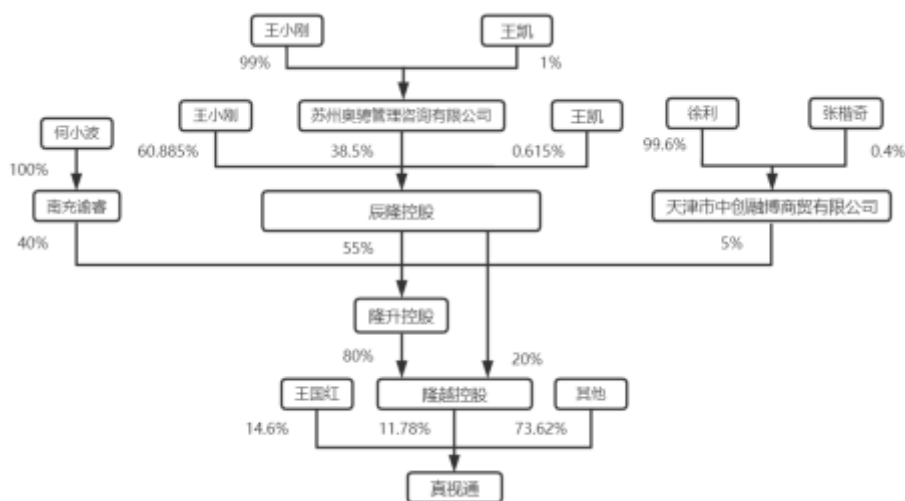 王小刚
王凯
99%
1%
何小波
王小刚
苏州奥骋管理咨询有限公司
王凯
徐利
张楷奇
60.885%
38.5%
0.615%
99.6%
0.4%
100%
南充谕睿
辰隆控股
天津市中创融博商贸有限公司
40%
55%
5%
隆升控股
80%
20%
王国红
隆越控股
其他
14.6%
11.78%
73.62%
真视通